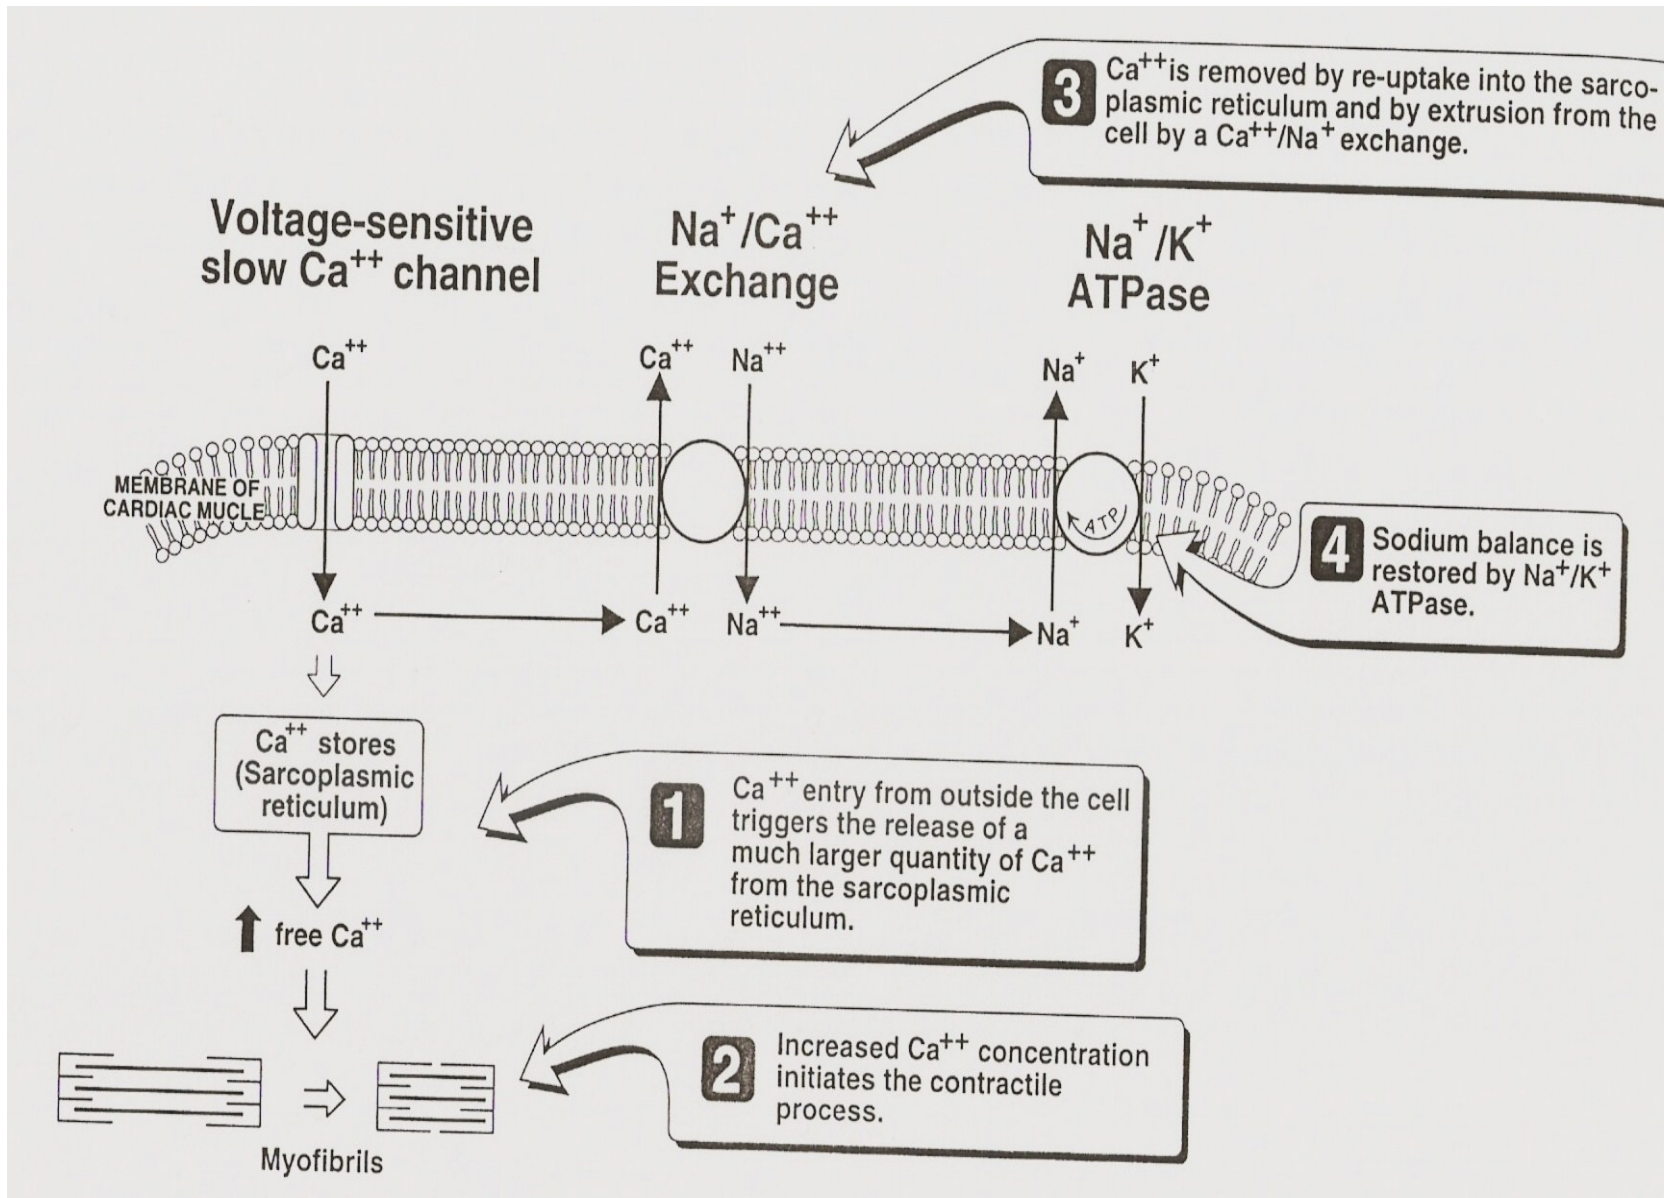 3
Ca++ is removed by re-uptake into the sarco-
plasmic reticulum and by extrusion from the
cell by a Ca++/Na+ exchange.
Voltage-sensitive
slow Ca++ channel
Na+/Ca++
Exchange
Na+/K+
ATPase
Ca++
Ca++
Na++
Na+
K+
MEMBRANE OF
CARDIAC MUCLE
ATP
4
Sodium balance is
restored by Na+/K+
ATPase.
Ca++
Ca++
Na++
Na+
K+
Ca++ stores
(Sarcoplasmic
reticulum)
1
Ca++ entry from outside the cell
triggers the release of a
much larger quantity of Ca++
from the sarcoplasmic
reticulum.
free Ca++
2
Increased Ca++ concentration
initiates the contractile
process.
Myofibrils